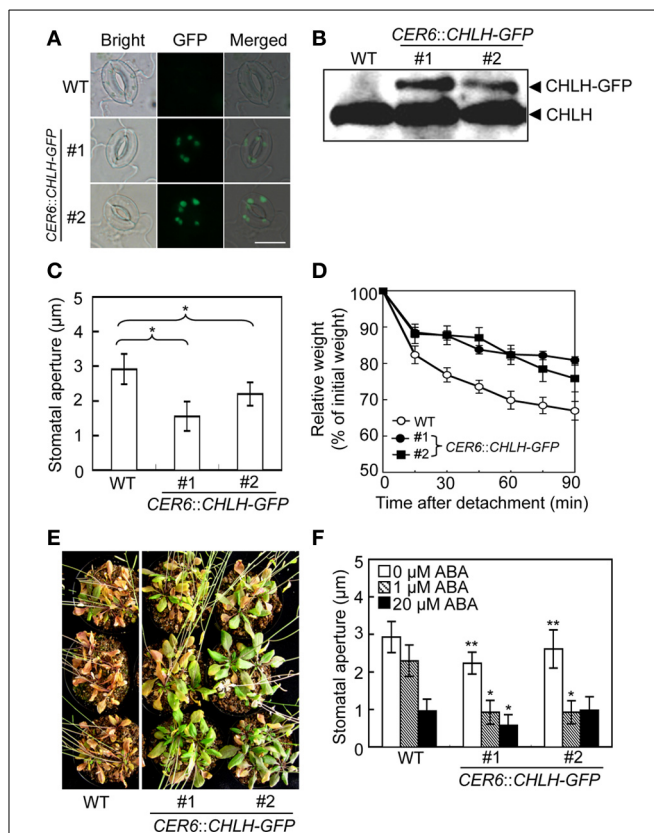 A
Bright GFP Merged
WT
#1
#2
CER6::CHLH-GFP
B
CER6::CHLH-GFP
WT #1 #2
CHLH-GFP
CHLH
C
Stomatal aperture (µm)
5
4
3
2
1
0
*
*
WT #1 #2
CER6::CHLH-GFP
D
Relative weight
(% of initial weight)
100
90
80
70
60
50
WT
#1
#2
CER6::CHLH-GFP
0 30 60 90
Time after detachment (min)
E
WT #1 #2
CER6::CHLH-GFP
F
Stomatal aperture (µm)
5
4
3
2
1
0
0 µM ABA
1 µM ABA
20 µM ABA
** * *
** *
WT #1 #2
CER6::CHLH-GFP